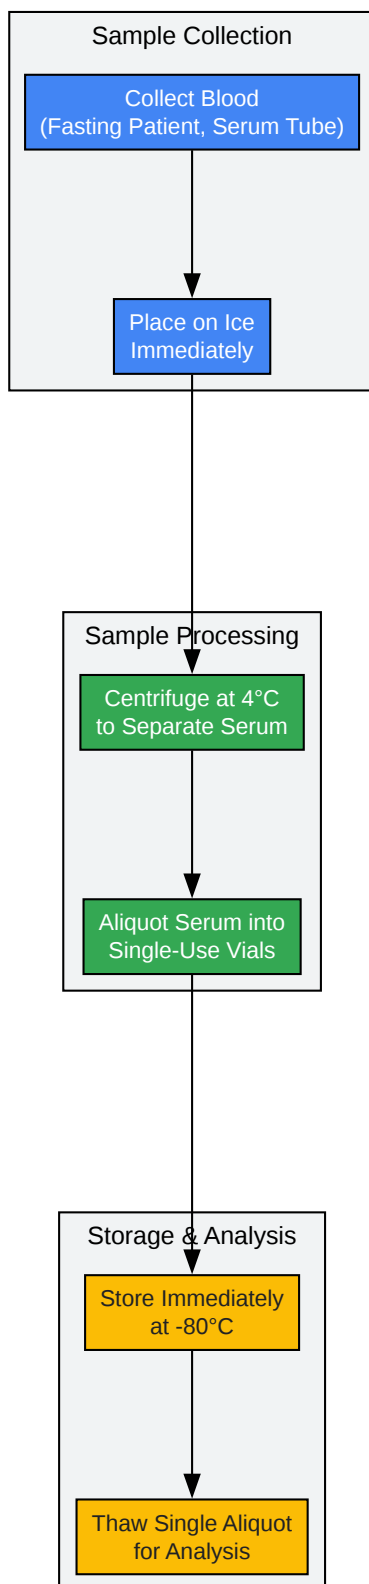 Sample Collection
Collect Blood
(Fasting Patient, Serum Tube)
Place on Ice
Immediately
Sample Processing
Centrifuge at 4°C
to Separate Serum
Aliquot Serum into
Single-Use Vials
Storage & Analysis
Store Immediately
at -80°C
Thaw Single Aliquot
for Analysis